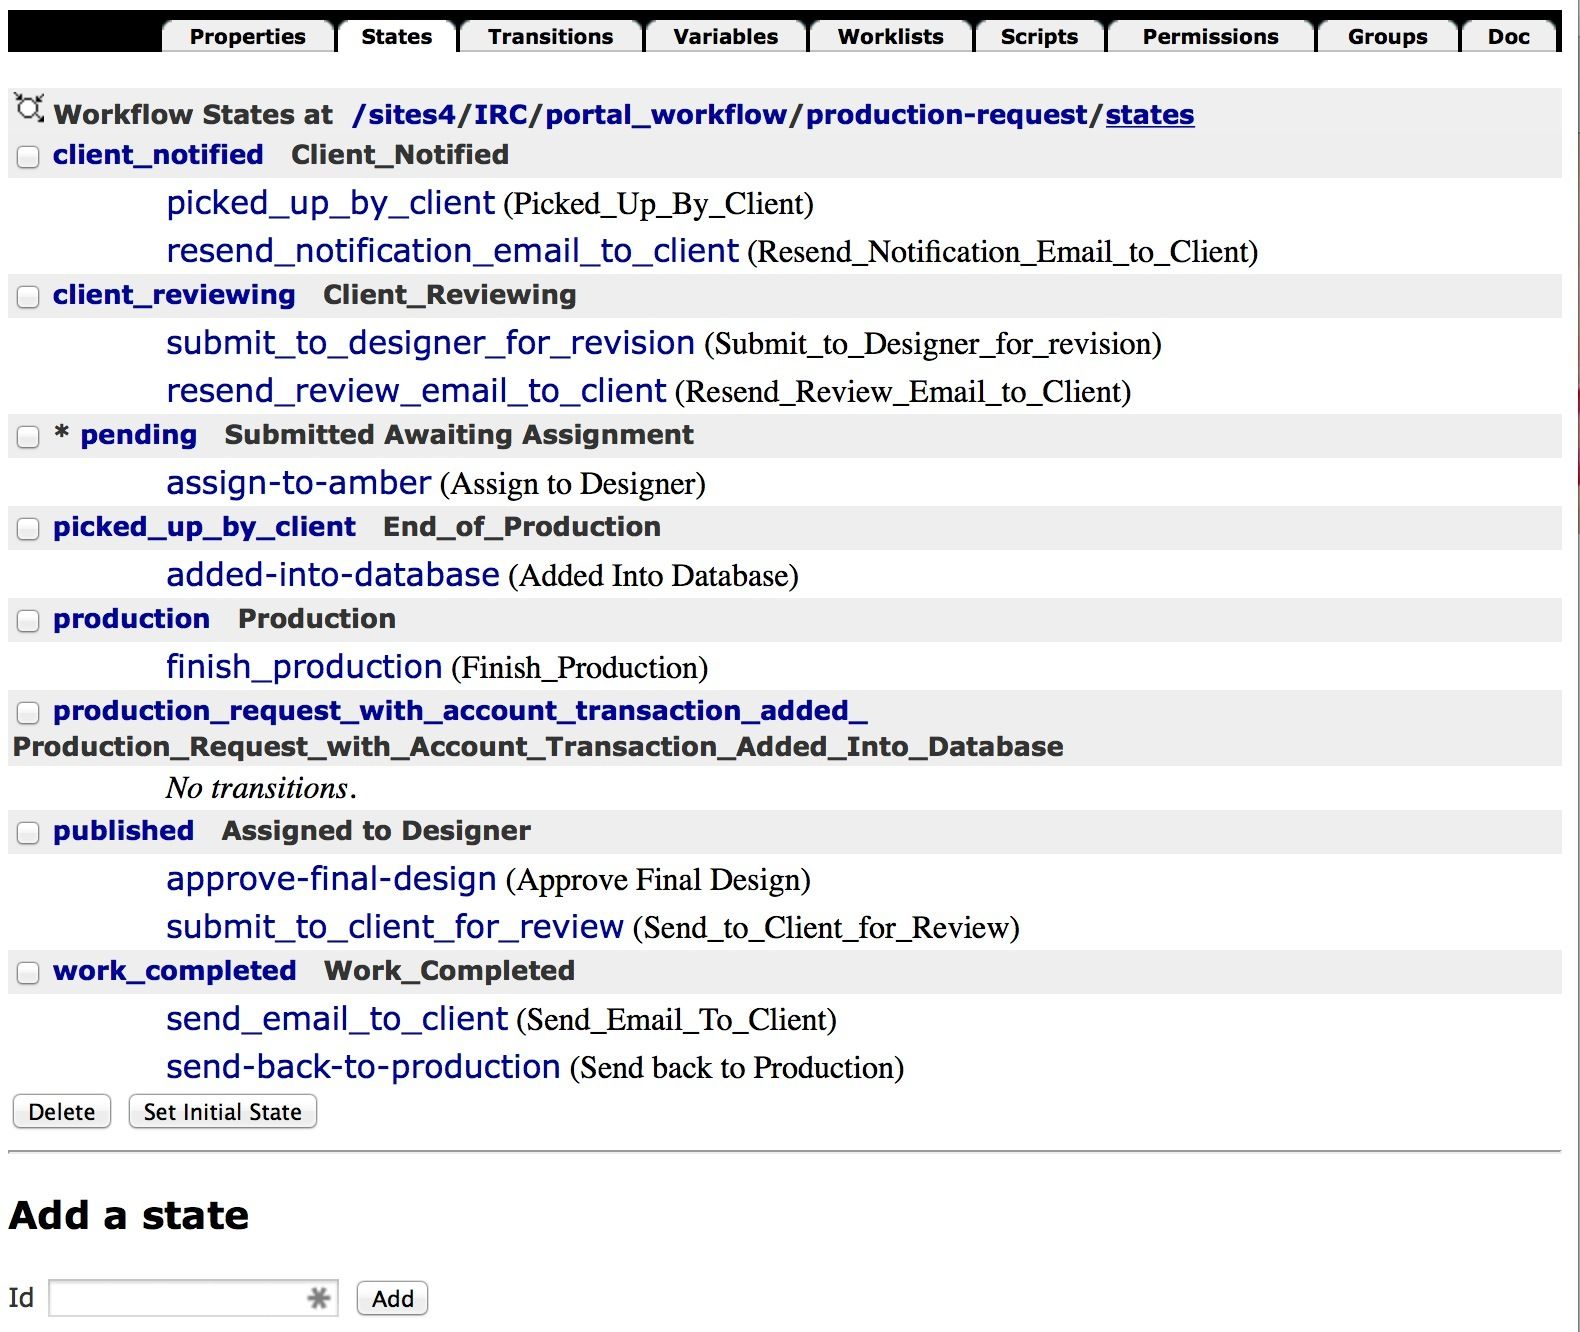 Properties States Transitions Variables Worklists Scripts Permissions Groups Doc
Workflow States at /sites4/IRC/portal_workflow/production-request/states
client_notified Client_Notified
picked_up_by_client (Picked_Up_By_Client)
resend_notification_email_to_client (Resend_Notification_Email_to_Client)
client_reviewing Client_Reviewing
submit_to_designer_for_revision (Submit_to_Designer_for_revision)
resend_review_email_to_client (Resend_Review_Email_to_Client)
* pending Submitted Awaiting Assignment
assign-to-amber (Assign to Designer)
picked_up_by_client End_of_Production
added-into-database (Added Into Database)
production Production
finish_production (Finish_Production)
production_request_with_account_transaction_added_
Production_Request_with_Account_Transaction_Added_Into_Database
No transitions.
published Assigned to Designer
approve-final-design (Approve Final Design)
submit_to_client_for_review (Send_to_Client_for_Review)
work_completed Work_Completed
send_email_to_client (Send_Email_To_Client)
send-back-to-production (Send back to Production)
Delete Set Initial State
Add a state
Id Add